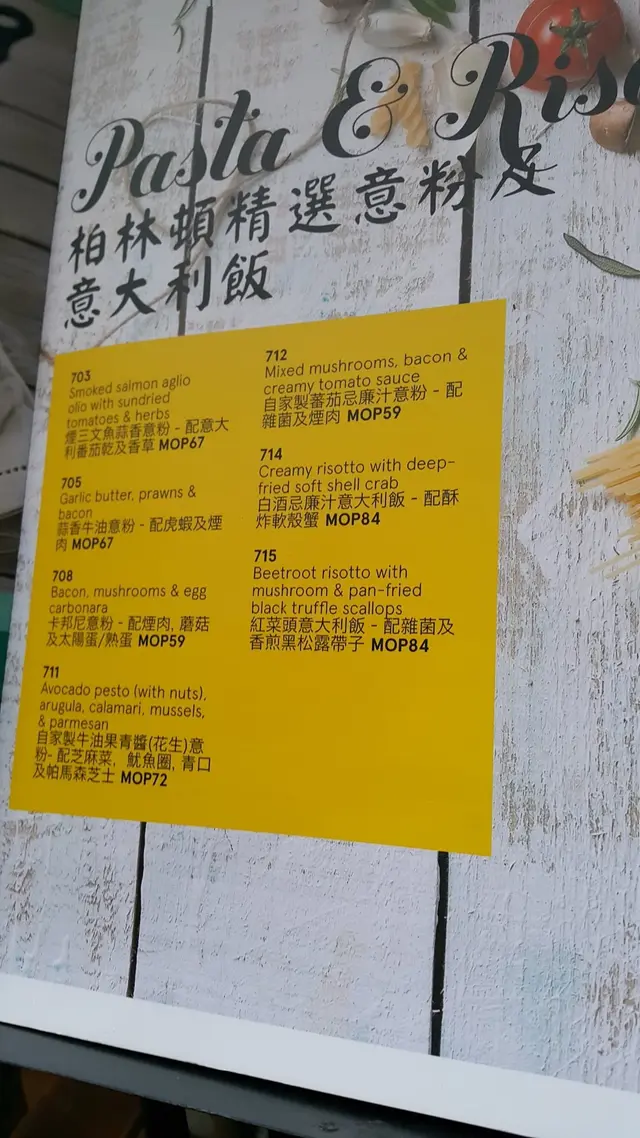 Pasta & Riso
柏林頓精選意粉及
意大利飯
703
Smoked salmon aglio
olio with sundried
tomatoes & herbs
煙三文魚蒜香意粉 - 配意大
利番茄乾及香草 MOP67
705
Garlic butter, prawns &
bacon
蒜香牛油意粉 - 配虎蝦及煙
肉 MOP67
708
Bacon, mushrooms & egg
carbonara
卡邦尼意粉 - 配煙肉, 蘑菇
及太陽蛋/熟蛋 MOP59
711
Avocado pesto (with nuts),
arugula, calamari, mussels,
& parmesan
自家製牛油果青醬(花生)意
粉- 配芝麻菜, 魷魚圈, 青口
及帕馬森芝士 MOP72
712
Mixed mushrooms, bacon &
creamy tomato sauce
自家製蕃茄忌廉汁意粉 - 配
雜菌及煙肉 MOP59
714
Creamy risotto with deep-
fried soft shell crab
白酒忌廉汁意大利飯 - 配酥
炸軟殼蟹 MOP84
715
Beetroot risotto with
mushroom & pan-fried
black truffle scallops
紅菜頭意大利飯 - 配雜菌及
香煎黑松露帶子 MOP84